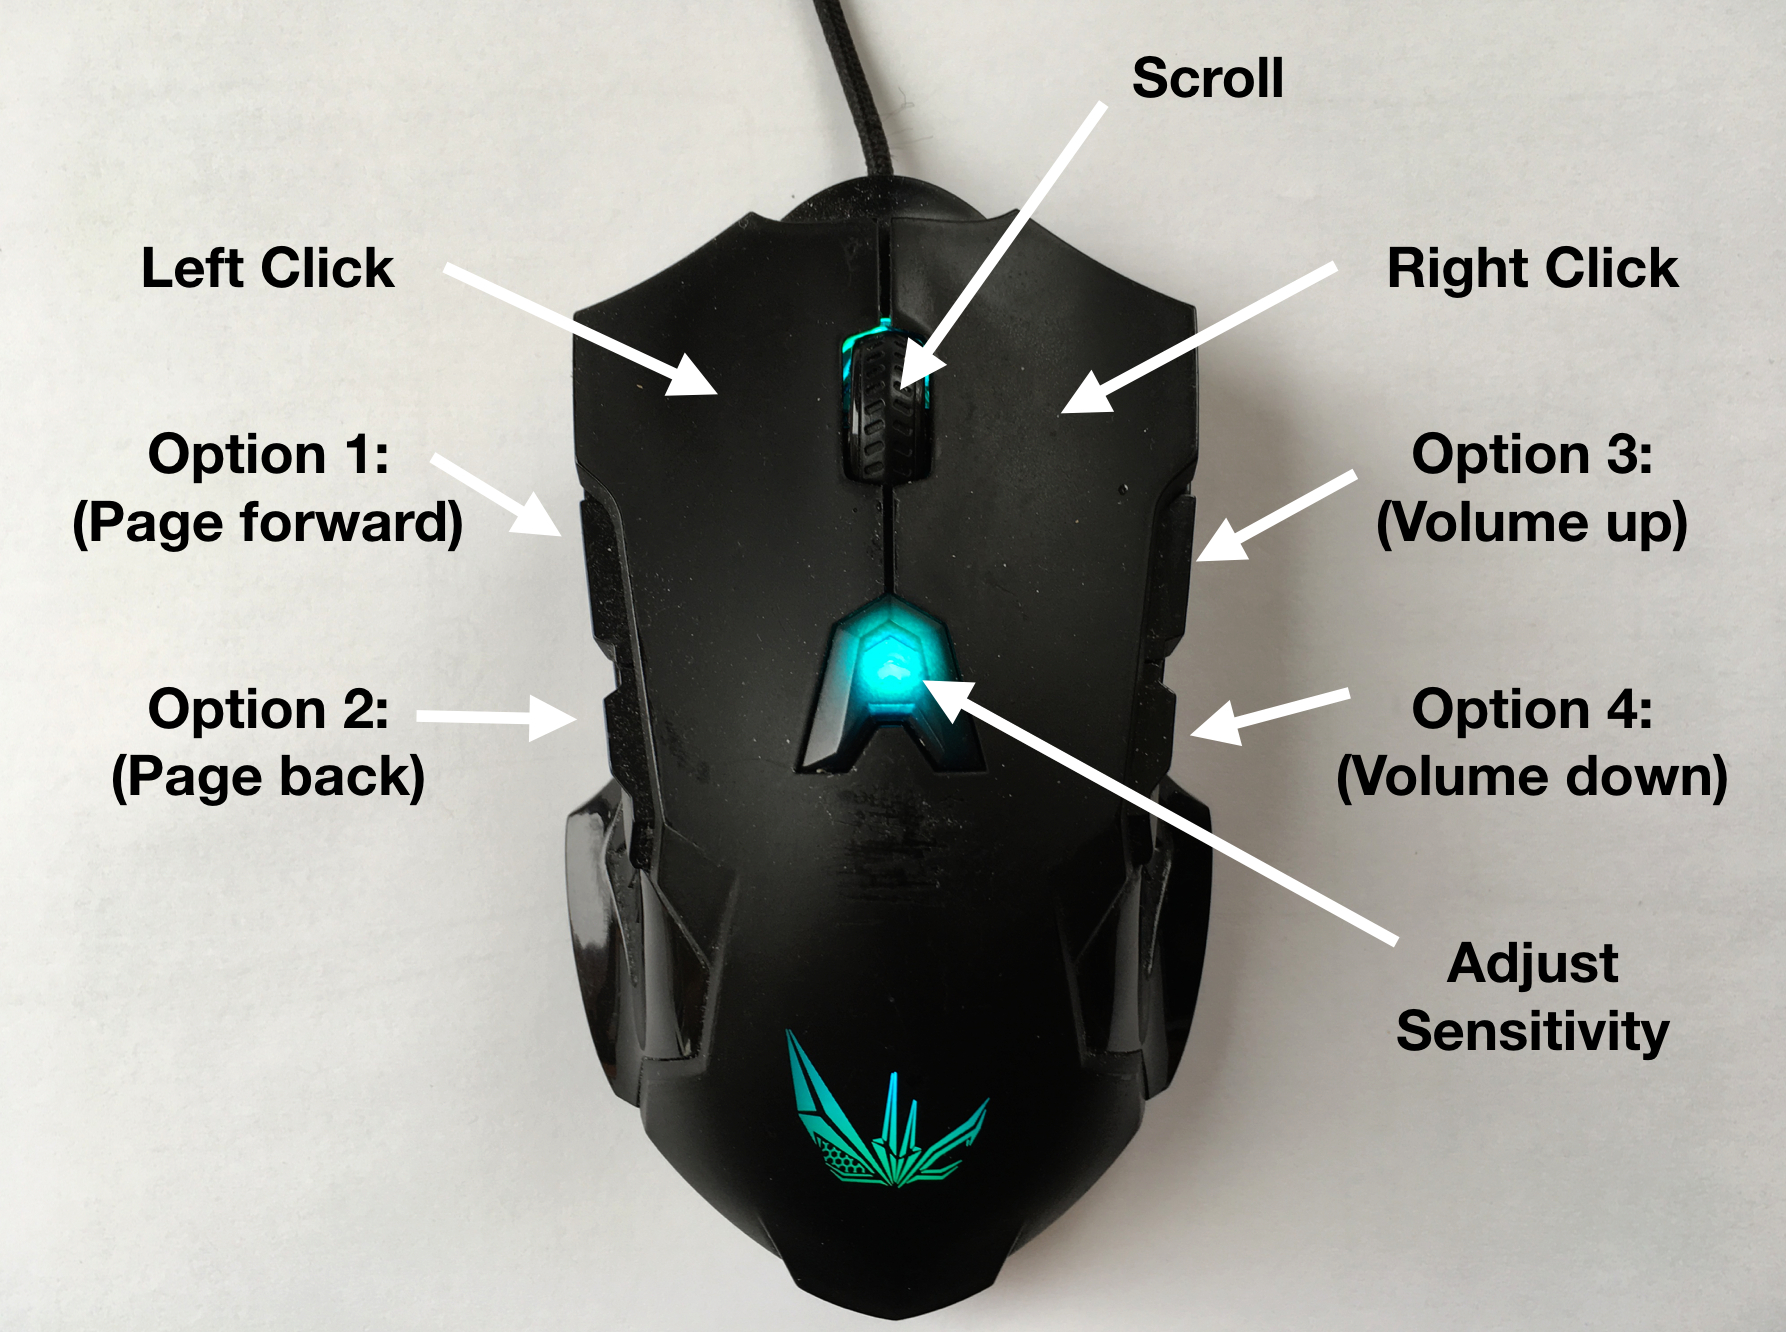 Scroll
Left Click
Right Click
Option 1:
(Page forward)
Option 3:
(Volume up)
Option 2:
(Page back)
Option 4:
(Volume down)
Adjust
Sensitivity